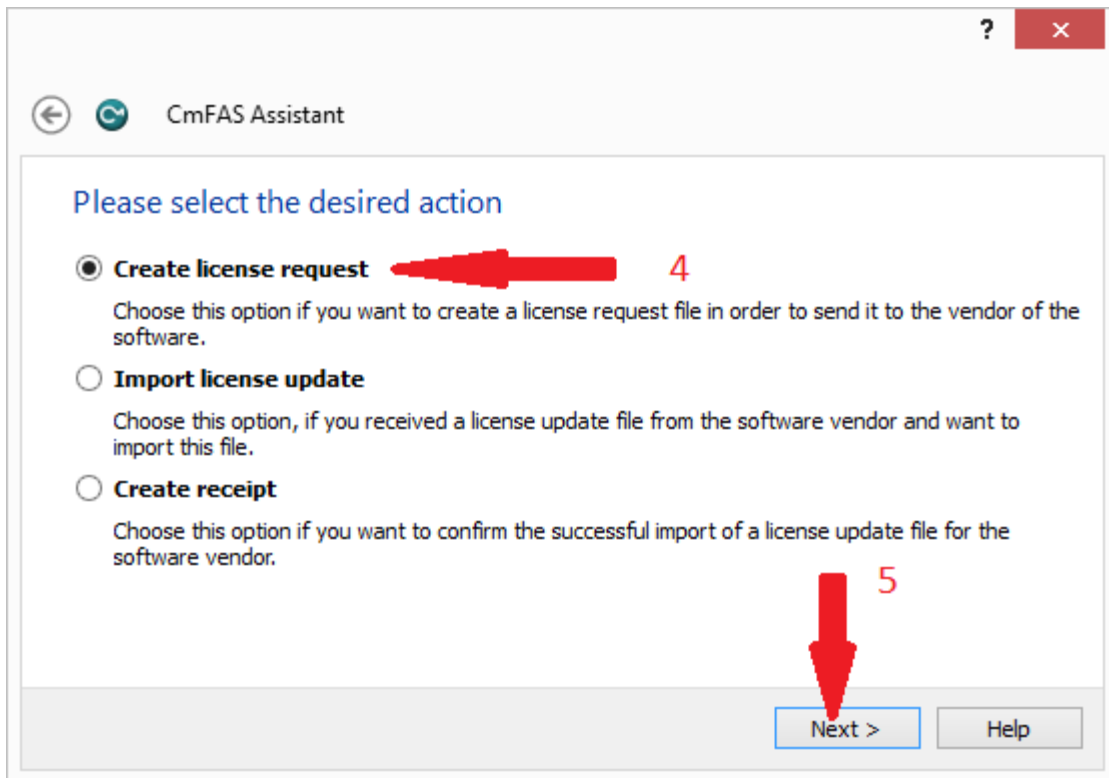 ?
CmFAS Assistant
Please select the desired action
Create license request
4
Choose this option if you want to create a license request file in order to send it to the vendor of the
software.
Import license update
Choose this option, if you received a license update file from the software vendor and want to
import this file.
Create receipt
Choose this option if you want to confirm the successful import of a license update file for the
software vendor.
5
Next >
Help